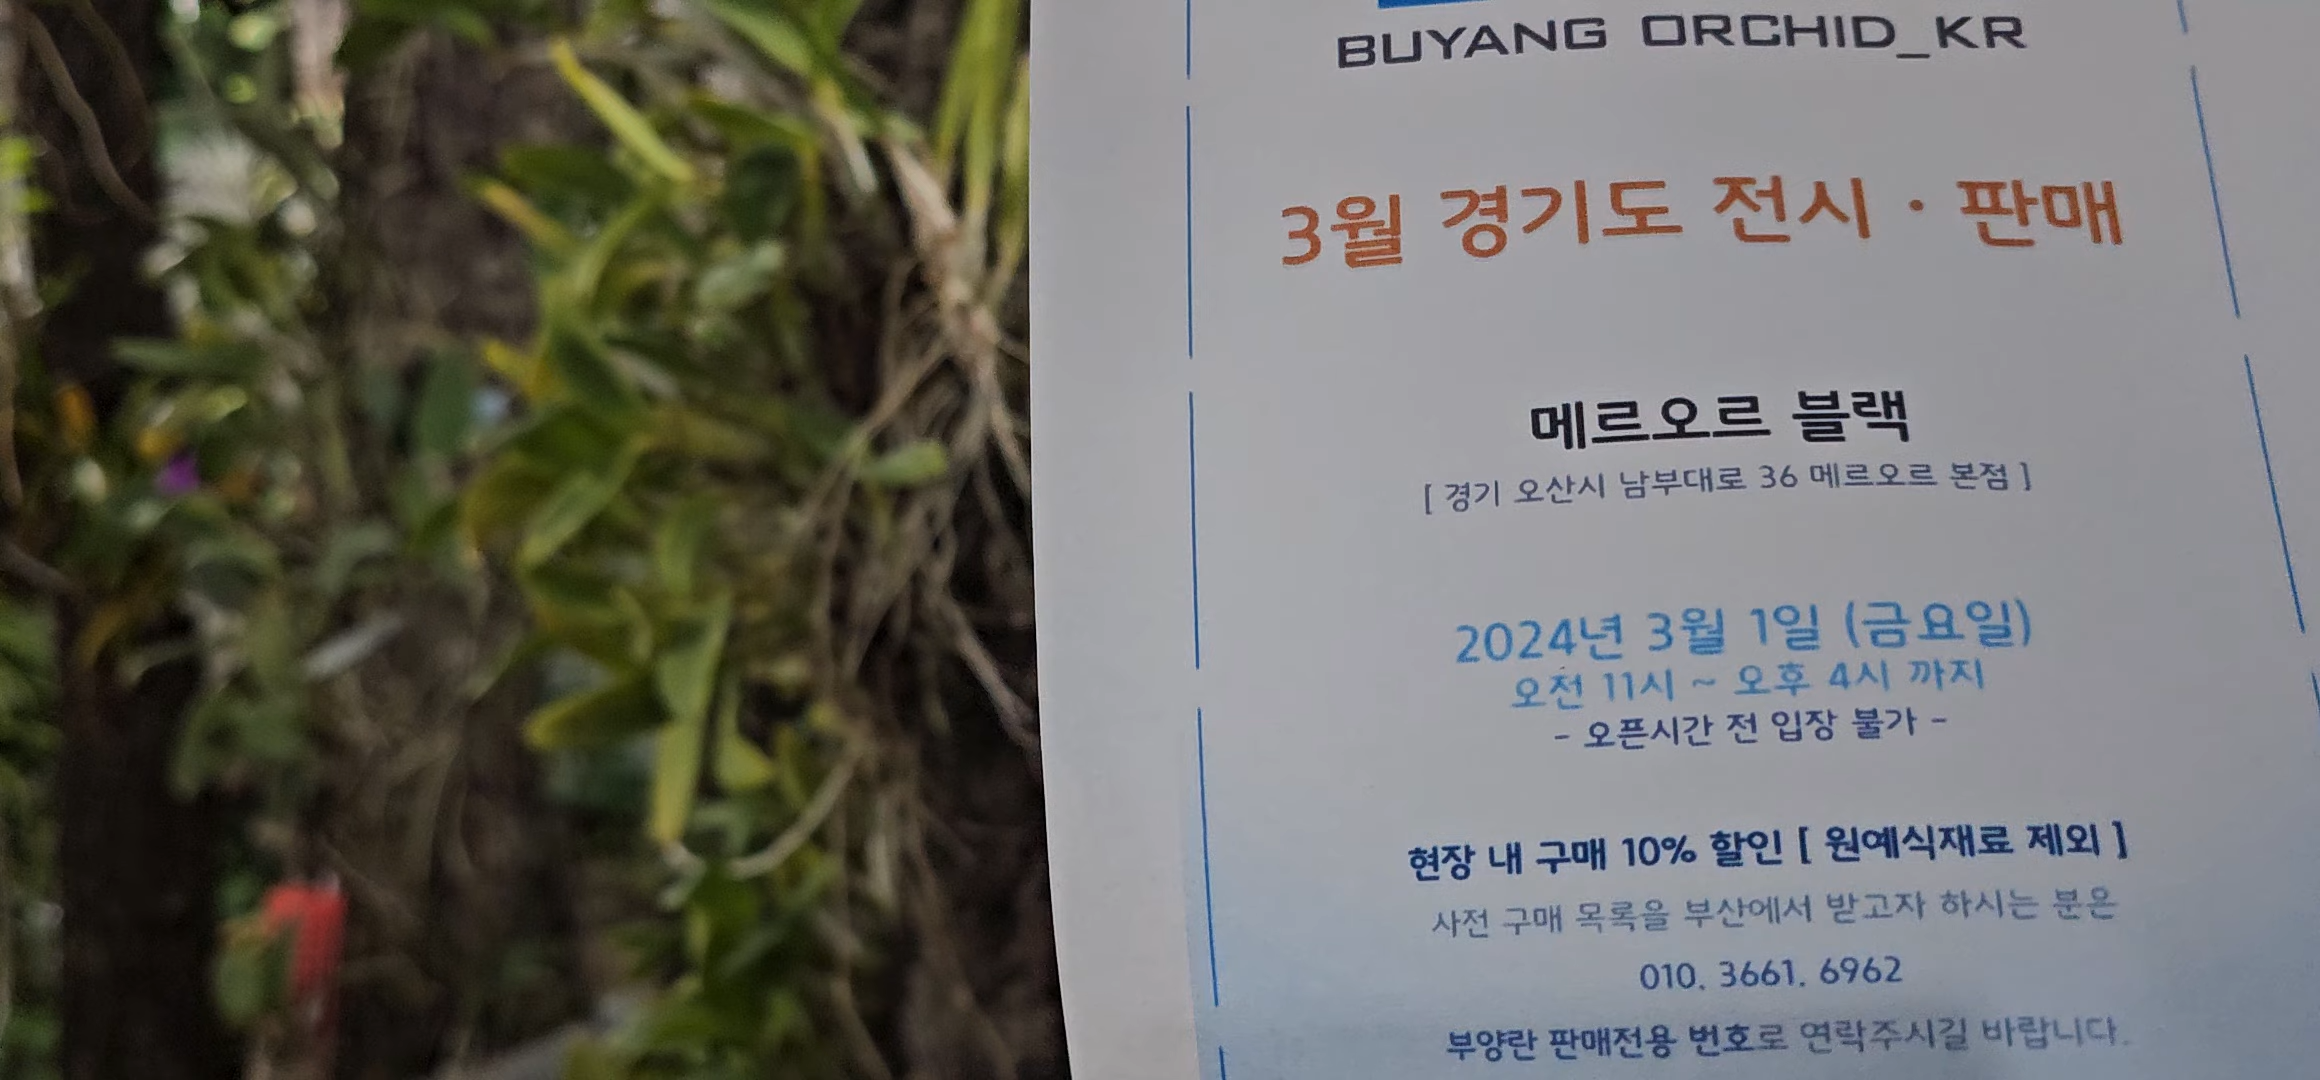 BUYANG ORCHID_KR
3월 경기도 전시 · 판매
메르오르 블랙
[ 경기 오산시 남부대로 36 메르오르 본점 ]
2024년 3월 1일 (금요일)
오전 11시 ~ 오후 4시 까지
- 오픈시간 전 입장 불가 -
현장 내 구매 10% 할인 [ 원예식재료 제외 ]
사전 구매 목록을 부산에서 받고자 하시는 분은
010. 3661. 6962
부양란 판매전용 번호로 연락주시길 바랍니다.